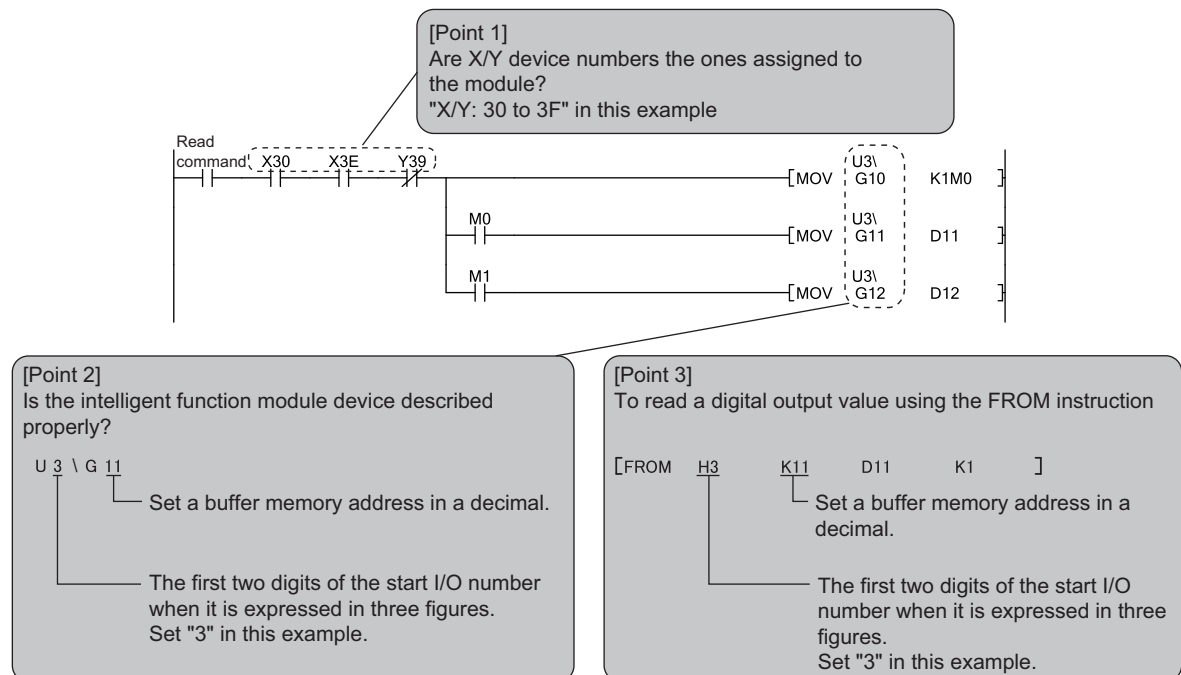 [Point 1]
Are X/Y device numbers the ones assigned to
the module?
"X/Y: 30 to 3F" in this example
Read
command X30 X3E Y39
U3\
[MOV G10 K1M0 ]
M0
U3\
[MOV G11 D11 ]
M1
U3\
[MOV G12 D12 ]
[Point 2]
Is the intelligent function module device described
properly?
U 3 \ G 11
Set a buffer memory address in a decimal.
The first two digits of the start I/O number
when it is expressed in three figures.
Set "3" in this example.
[Point 3]
To read a digital output value using the FROM instruction
[FROM H3 K11 D11 K1 ]
Set a buffer memory address in a
decimal.
The first two digits of the start I/O
number when it is expressed in three
figures.
Set "3" in this example.